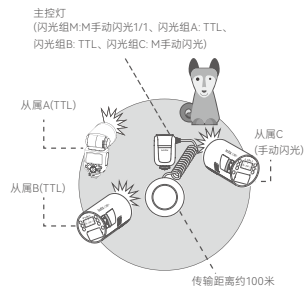 主控灯
(闪光组M:M手动闪光1/1、闪光组A: TTL、
闪光组B: TTL、闪光组C: M手动闪光)
从属A(TTL)
从属C
(手动闪光)
从属B(TTL)
传输距离约100米